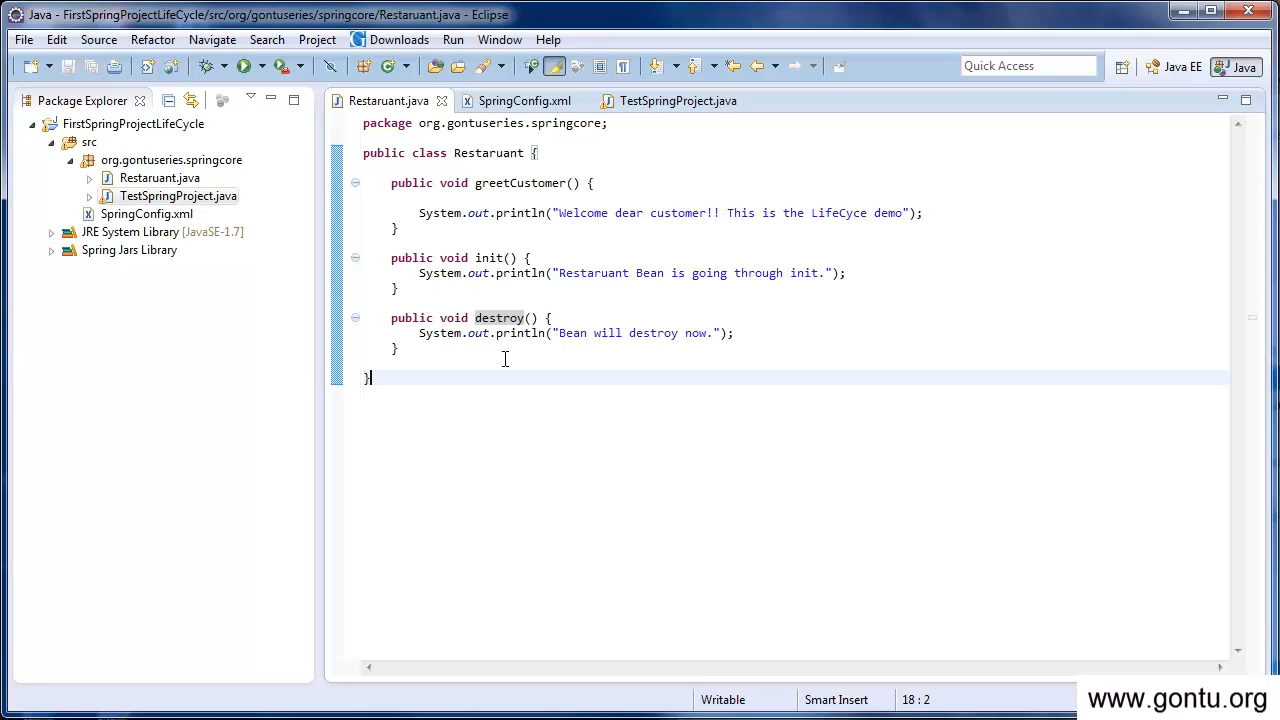 Java - FirstSpringProjectLifeCycle/src/org/gontuseries/springcore/Restaruant.java - Eclipse
File Edit Source Refactor Navigate Search Project Downloads Run Window Help
Quick Access Java EE Java
Package Explorer
FirstSpringProjectLifeCycle
src
org.gontuseries.springcore
Restaruant.java
TestSpringProject.java
SpringConfig.xml
JRE System Library [JavaSE-1.7]
Spring Jars Library
Restaruant.java SpringConfig.xml TestSpringProject.java
package org.gontuseries.springcore;
public class Restaruant {
public void greetCustomer() {
System.out.println("Welcome dear customer!! This is the LifeCyce demo");
}
public void init() {
System.out.println("Restaruant Bean is going through init.");
}
public void destroy() {
System.out.println("Bean will destroy now.");
}
}
Writable Smart Insert 18 : 2
www.gontu.org